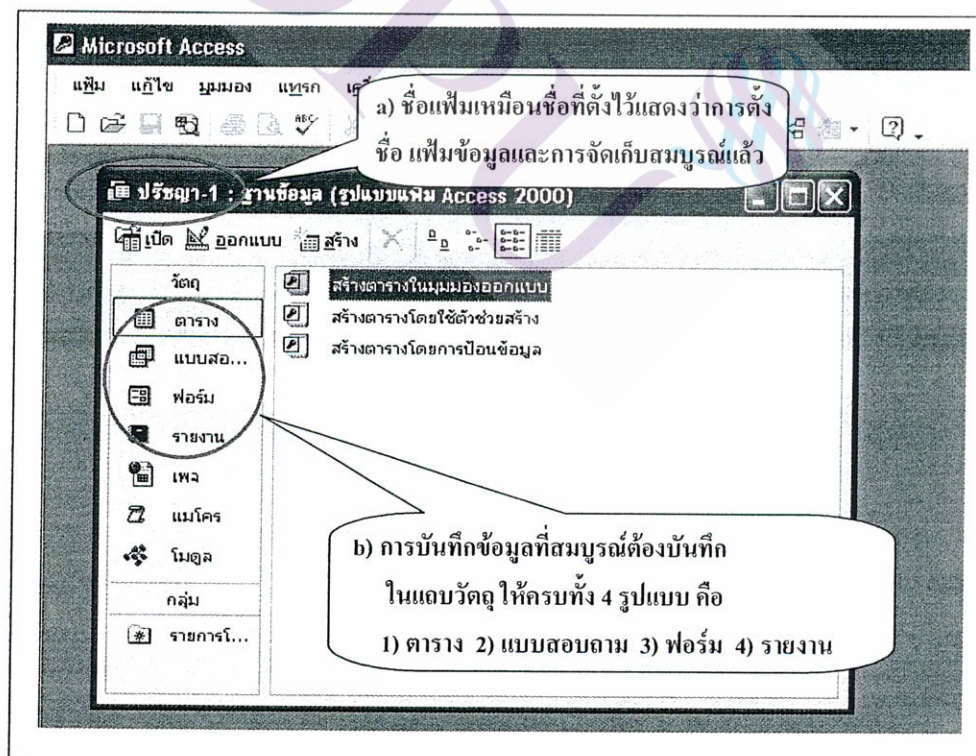 Microsoft Access
แฟ้ม แก้ไข มุมมอง แทรก
a) ชื่อแฟ้มเหมือนชื่อที่ตั้งไว้แสดงว่าการตั้ง
ชื่อ แฟ้มข้อมูลและการจัดเก็บสมบูรณ์แล้ว
ปรัชญา-1 : ฐานข้อมูล (รูปแบบแฟ้ม Access 2000)
เปิด ออกแบบ สร้าง
วัตถุ
ตาราง
แบบสอ...
ฟอร์ม
รายงาน
เพจ
แมโคร
โมดูล
กลุ่ม
รายการโ...
สร้างตารางในมุมมองออกแบบ
สร้างตารางโดยใช้ตัวช่วยสร้าง
สร้างตารางโดยการป้อนข้อมูล
b) การบันทึกข้อมูลที่สมบูรณ์ต้องบันทึก
ในแถบวัตถุ ให้ครบทั้ง 4 รูปแบบ คือ
1) ตาราง 2) แบบสอบถาม 3) ฟอร์ม 4) รายงาน